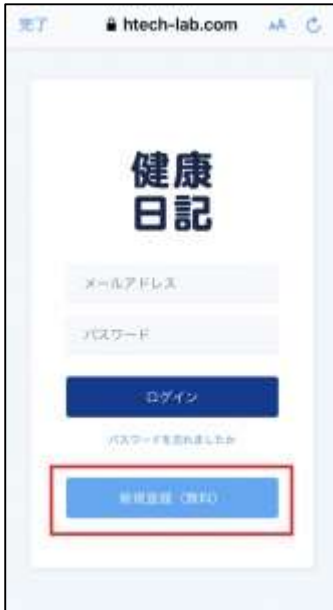 完了 htech-lab.com AA
健康
日記
メールアドレス
パスワード
ログイン
パスワードを忘れましたか
新規登録（無料）